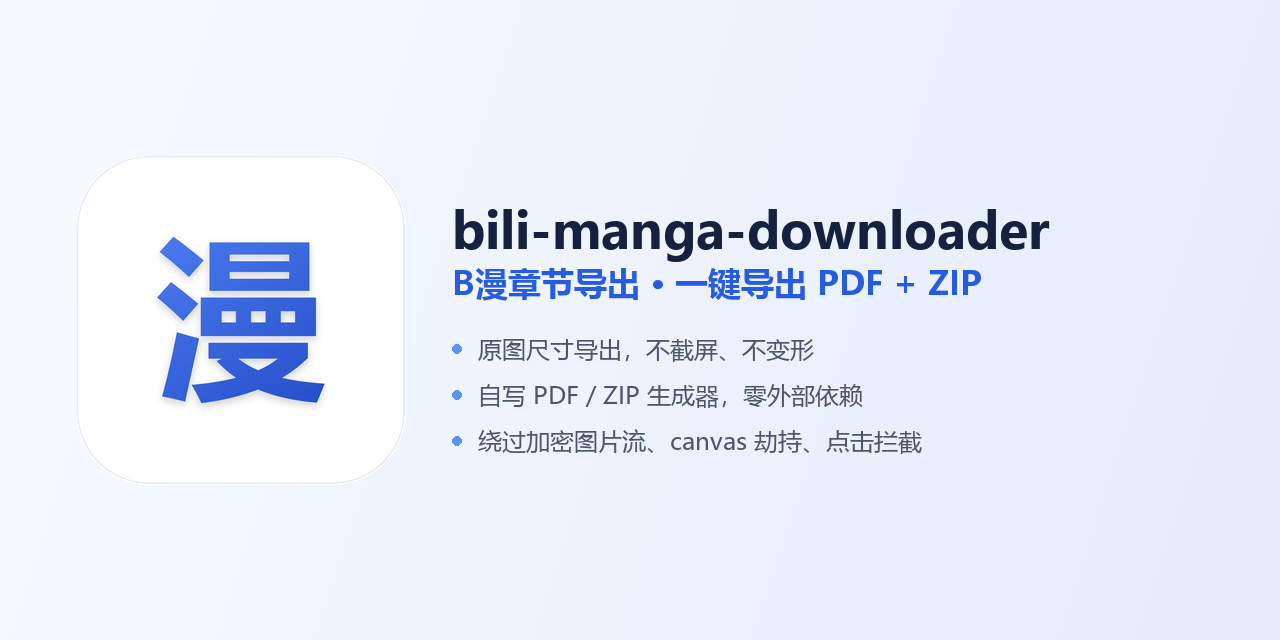 漫
bili-manga-downloader
B漫章节导出 • 一键导出 PDF + ZIP
原图尺寸导出，不截屏、不变形
自写 PDF / ZIP 生成器，零外部依赖
绕过加密图片流、canvas 劫持、点击拦截